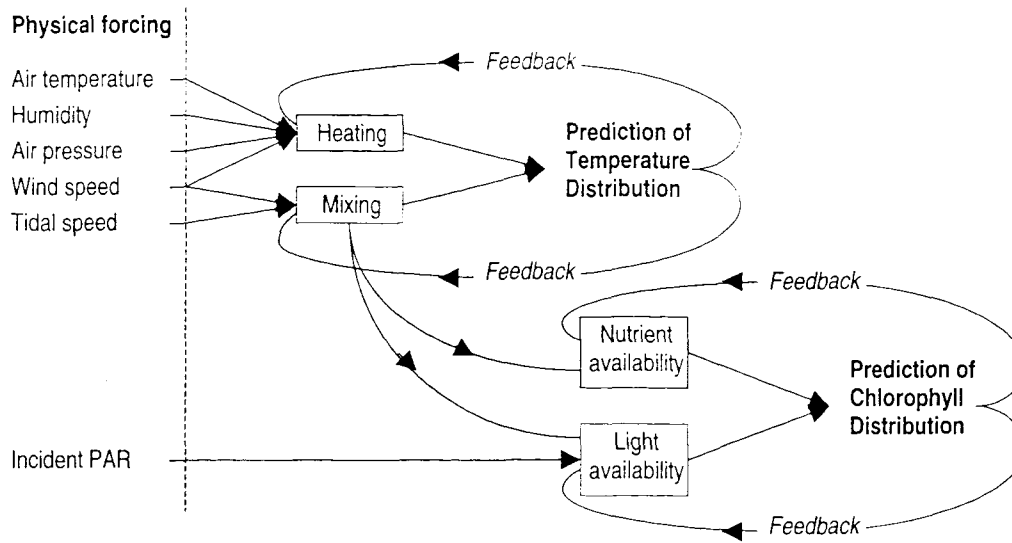 Physical forcing
Air temperature
Humidity
Air pressure
Wind speed
Tidal speed
Incident PAR
Feedback
Heating
Mixing
Prediction of
Temperature
Distribution
Feedback
Feedback
Nutrient
availability
Light
availability
Prediction of
Chlorophyll
Distribution
Feedback